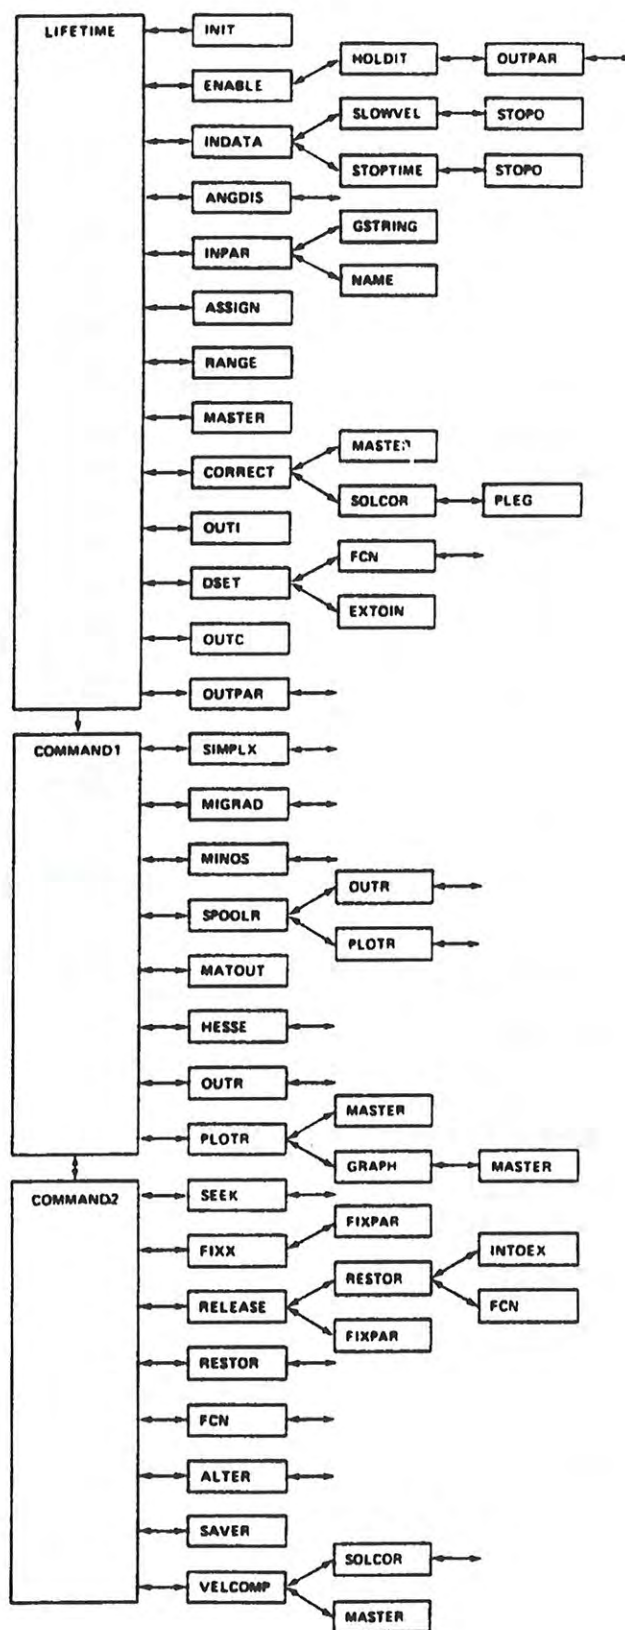 LIFETIME INIT
HOLDIT OUTPAR
ENABLE
SLOWVEL STOPO
INDATA
STOPTIME STOPO
ANGDIS
GSTRING
INPAR
NAME
ASSIGN
RANGE
MASTER
MASTER
CORRECT
SOLCOR PLEG
OUTI
FCN
DSET
EXTOIN
OUTC
OUTPAR
COMMAND1 SIMPLX
MIGRAD
MINOS
OUTR
SPOOLR
PLOTR
MATOUT
HESSE
OUTR
MASTER
PLOTR
GRAPH MASTER
COMMAND2 SEEK
FIXPAR
FIXX
INTOEX
RESTOR
RELEASE
FCN
FIXPAR
RESTOR
FCN
ALTER
SAVER
SOLCOR
VELCOMP
MASTER